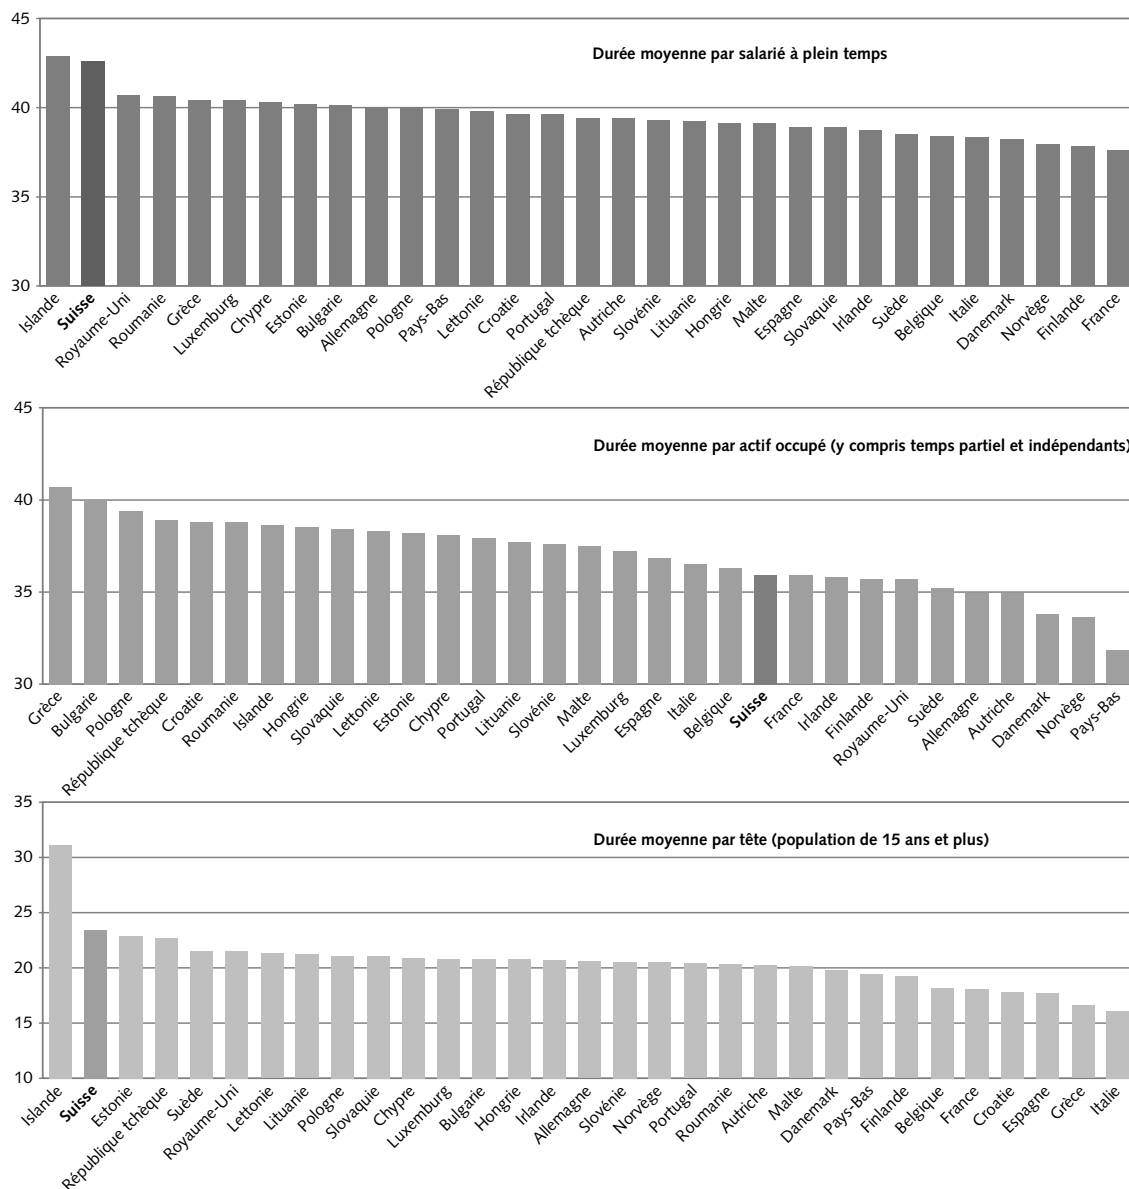 45
Durée moyenne par salarié à plein temps
40
35
30
Islande
Suisse
Royaume-Uni
Roumanie
Grèce
Luxemburg
Chypre
Estonie
Bulgarie
Allemagne
Pologne
Pays-Bas
Lettonie
Croatie
Portugal
République tchèque
Autriche
Slovénie
Lituanie
Hongrie
Malte
Espagne
Slovaquie
Irlande
Suède
Belgique
Italie
Danemark
Norvège
Finlande
France
45
Durée moyenne par actif occupé (y compris temps partiel et indépendants)
40
35
30
Grèce
Bulgarie
Pologne
République tchèque
Croatie
Roumanie
Islande
Hongrie
Slovaquie
Lettonie
Estonie
Chypre
Portugal
Lituanie
Slovénie
Malte
Luxemburg
Espagne
Italie
Belgique
Suisse
France
Irlande
Finlande
Royaume-Uni
Suède
Allemagne
Autriche
Danemark
Norvège
Pays-Bas
35
Durée moyenne par tête (population de 15 ans et plus)
30
25
20
15
10
Islande
Suisse
Estonie
République tchèque
Suède
Royaume-Uni
Lettonie
Lituanie
Pologne
Slovaquie
Chypre
Luxemburg
Bulgarie
Hongrie
Irlande
Allemagne
Slovénie
Norvège
Portugal
Roumanie
Autriche
Malte
Danemark
Pays-Bas
Finlande
Belgique
France
Croatie
Espagne
Grèce
Italie